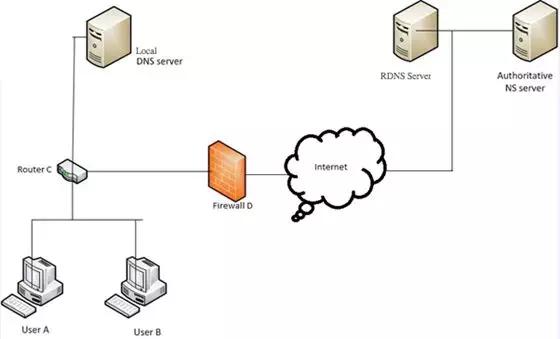 Local
DNS server
RDNS Server
Authoritative
NS server
Router C
Internet
Firewall D
User A
User B